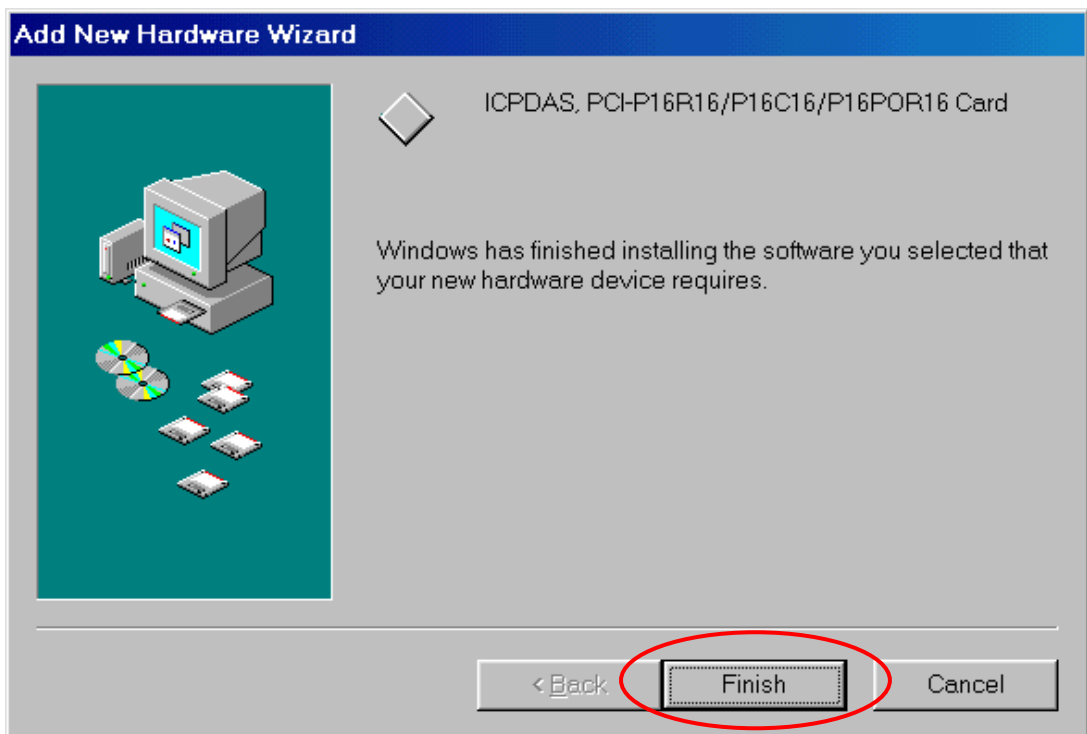 Add New Hardware Wizard
ICPDAS, PCI-P16R16/P16C16/P16POR16 Card
Windows has finished installing the software you selected that
your new hardware device requires.
< Back
Finish
Cancel